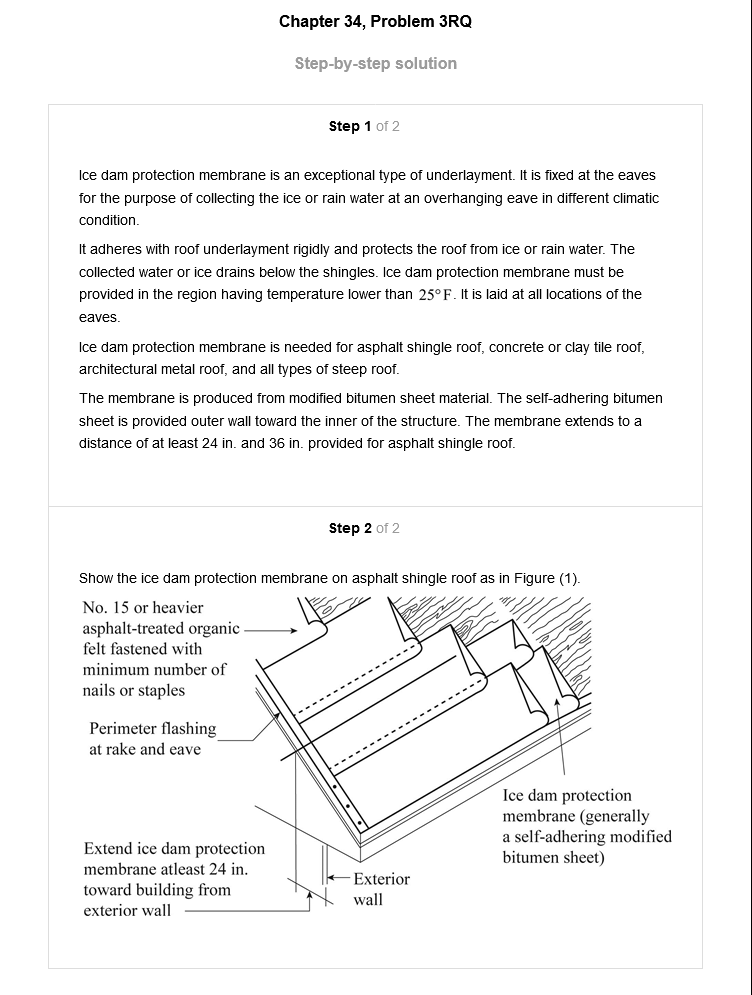 Chapter 34, Problem 3RQ
Step-by-step solution
Step 1 of 2
Ice dam protection membrane is an exceptional type of underlayment. It is fixed at the eaves
for the purpose of collecting the ice or rain water at an overhanging eave in different climatic
condition.
It adheres with roof underlayment rigidly and protects the roof from ice or rain water. The
collected water or ice drains below the shingles. Ice dam protection membrane must be
provided in the region having temperature lower than 25°F. It is laid at all locations of the
eaves.
Ice dam protection membrane is needed for asphalt shingle roof, concrete or clay tile roof,
architectural metal roof, and all types of steep roof.
The membrane is produced from modified bitumen sheet material. The self-adhering bitumen
sheet is provided outer wall toward the inner of the structure. The membrane extends to a
distance of at least 24 in. and 36 in. provided for asphalt shingle roof.
Step 2 of 2
Show the ice dam protection membrane on asphalt shingle roof as in Figure (1).
No. 15 or heavier
asphalt-treated organic
felt fastened with
minimum number of
nails or staples
Perimeter flashing
at rake and eave
Ice dam protection
membrane (generally
a self-adhering modified
bitumen sheet)
Extend ice dam protection
membrane atleast 24 in.
toward building from
exterior wall
Exterior
wall